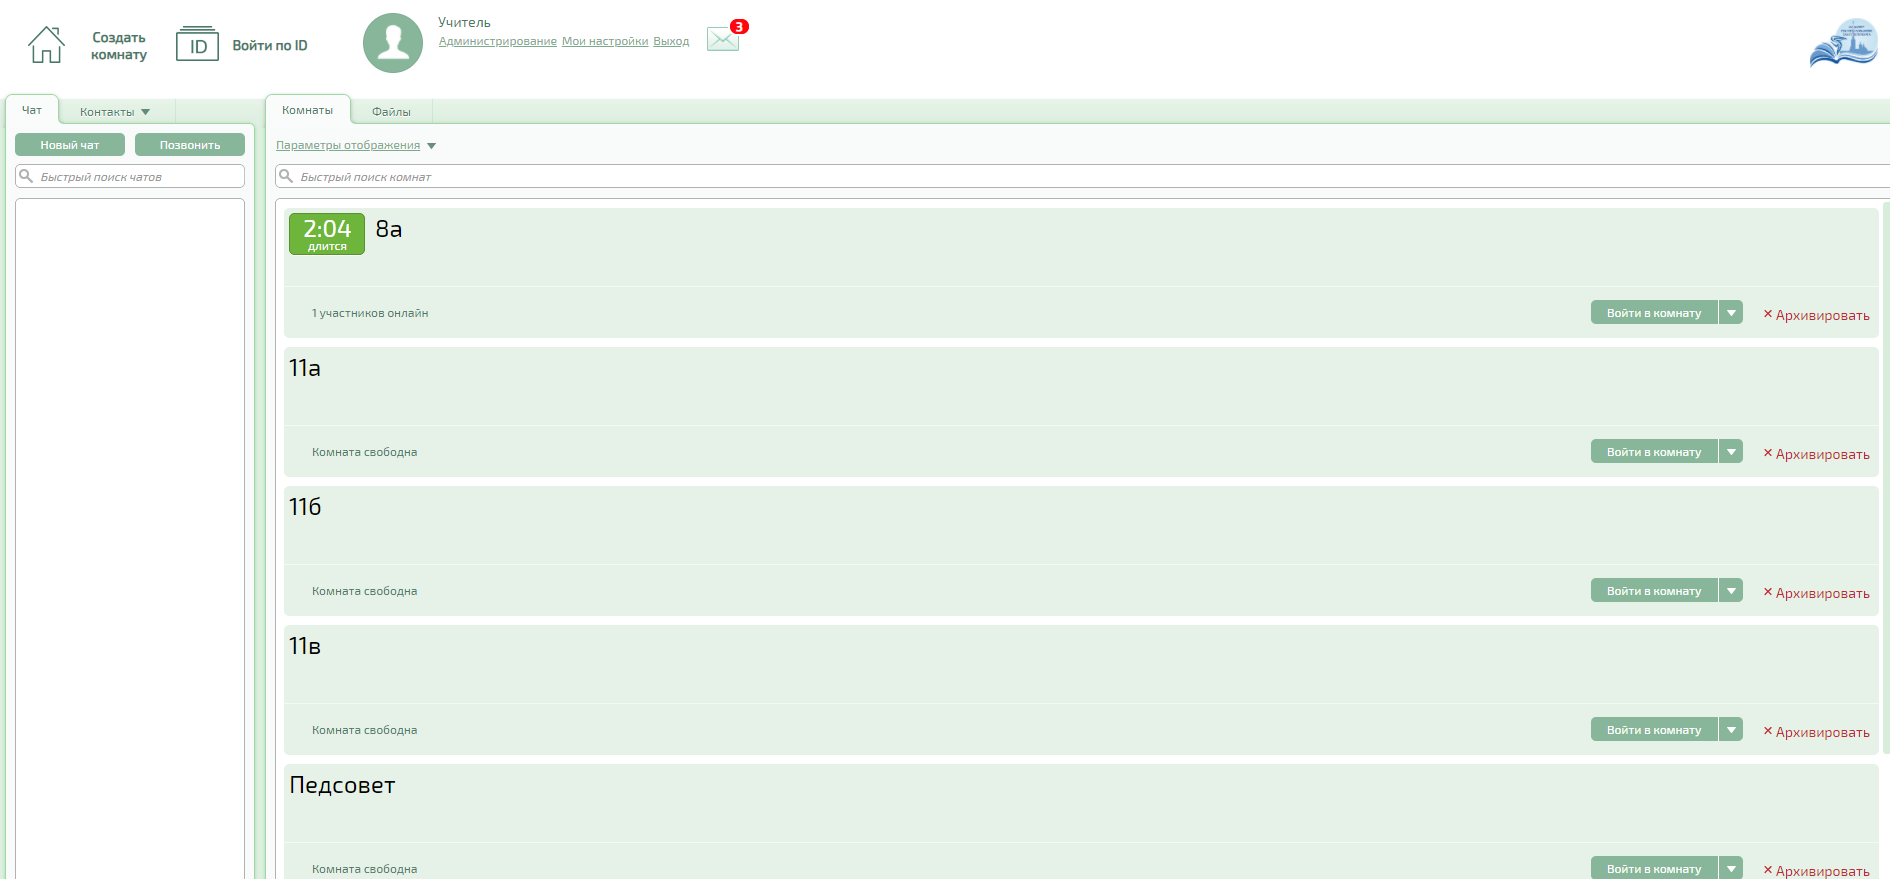 Создать
комнату
ID
Войти по ID
Учитель
Администрирование Мои настройки Выход
3
Чат
Контакты
Комнаты
Файлы
Новый чат
Позвонить
Параметры отображения
Быстрый поиск чатов
Быстрый поиск комнат
2:04
длится
8а
1 участников онлайн
Войти в комнату
× Архивировать
11а
Комната свободна
Войти в комнату
× Архивировать
11б
Комната свободна
Войти в комнату
× Архивировать
11в
Комната свободна
Войти в комнату
× Архивировать
Педсовет
Комната свободна
Войти в комнату
× Архивировать